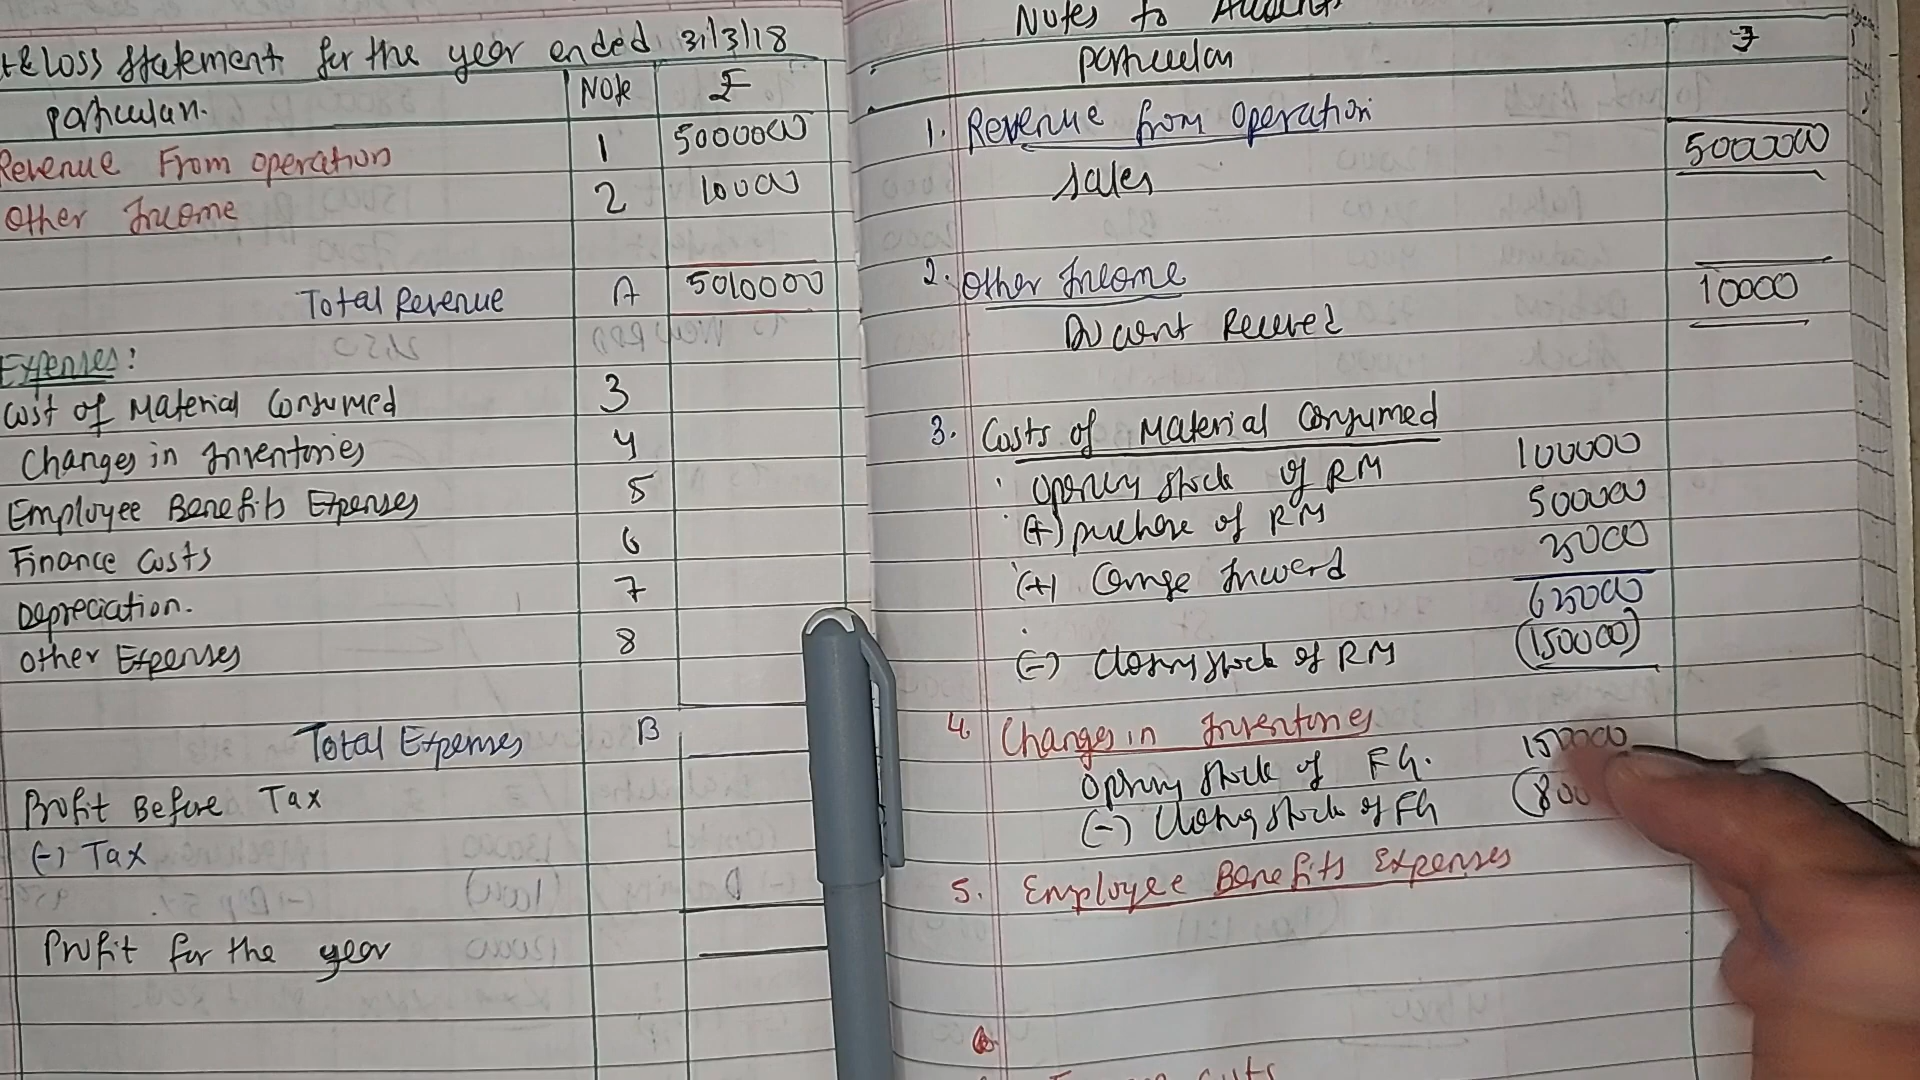 t & Loss Statement for the year ended 31/3/18
Particulars. Note ₹
Revenue From operation 1 5000000
Other Income 2 10000
Total Revenue A 5010000
Expenses:
Cost of Material Consumed 3
Changes in Inventories 4
Employee Benefits Expenses 5
Finance Costs 6
Depreciation. 7
Other Expenses 8
Total Expenses B
Profit Before Tax
(-) Tax
Profit for the year
Notes to
Particulars ₹
1. Revenue from Operation
Sales 5000000
2. Other Income
Received 10000
3. Costs of Material Consumed
Opening Stock of RM 100000
(+) purchase of RM 500000
(+) Carriage Inward 25000
625000
(-) Closing stock of RM (150000)
4 Changes in Inventories
Opening stock of FG. 150000
(-) Closing stock of FG (800
5. Employee Benefits Expenses